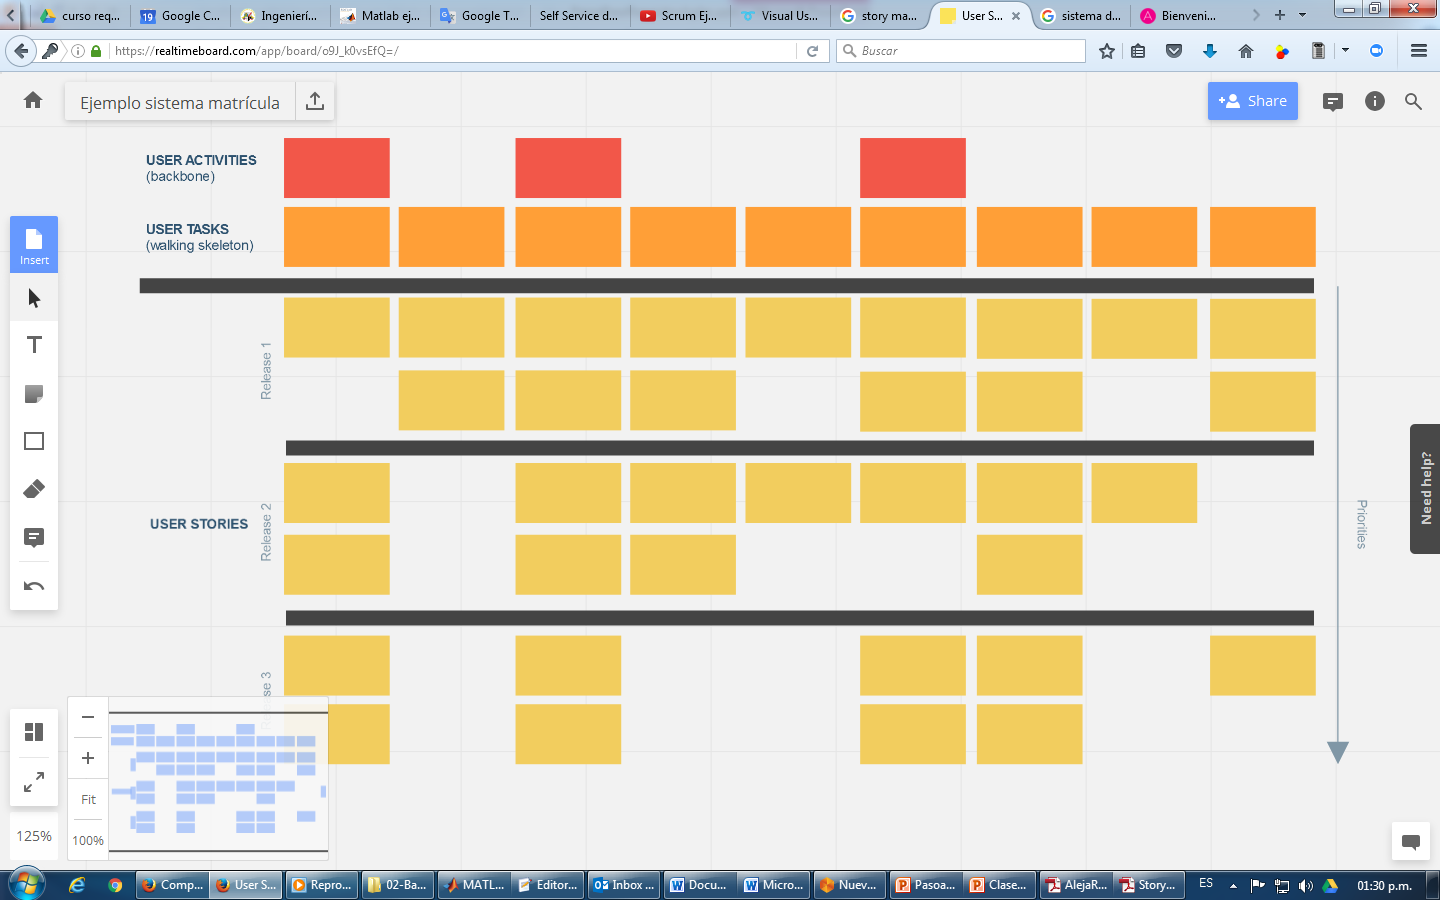 curso req...
Google C...
Ingenierí...
Matlab ej...
Google T...
Self Service d...
Scrum Ej...
Visual Us...
story ma...
User S...
sistema d...
Bienveni...
https://realtimeboard.com/app/board/o9J_k0vsEfQ=/
Buscar
Ejemplo sistema matrícula
Share
USER ACTIVITIES
(backbone)
USER TASKS
(walking skeleton)
Insert
Release 1
Release 2
USER STORIES
Priorities
Need help?
se 3
Fit
100%
125%
Comp...
User S...
Repro...
02-Ba...
MATL...
Editor...
Inbox ...
Docu...
Micro...
Nuev...
Pasoa...
Clase...
AlejaR...
Story...
ES
01:30 p.m.